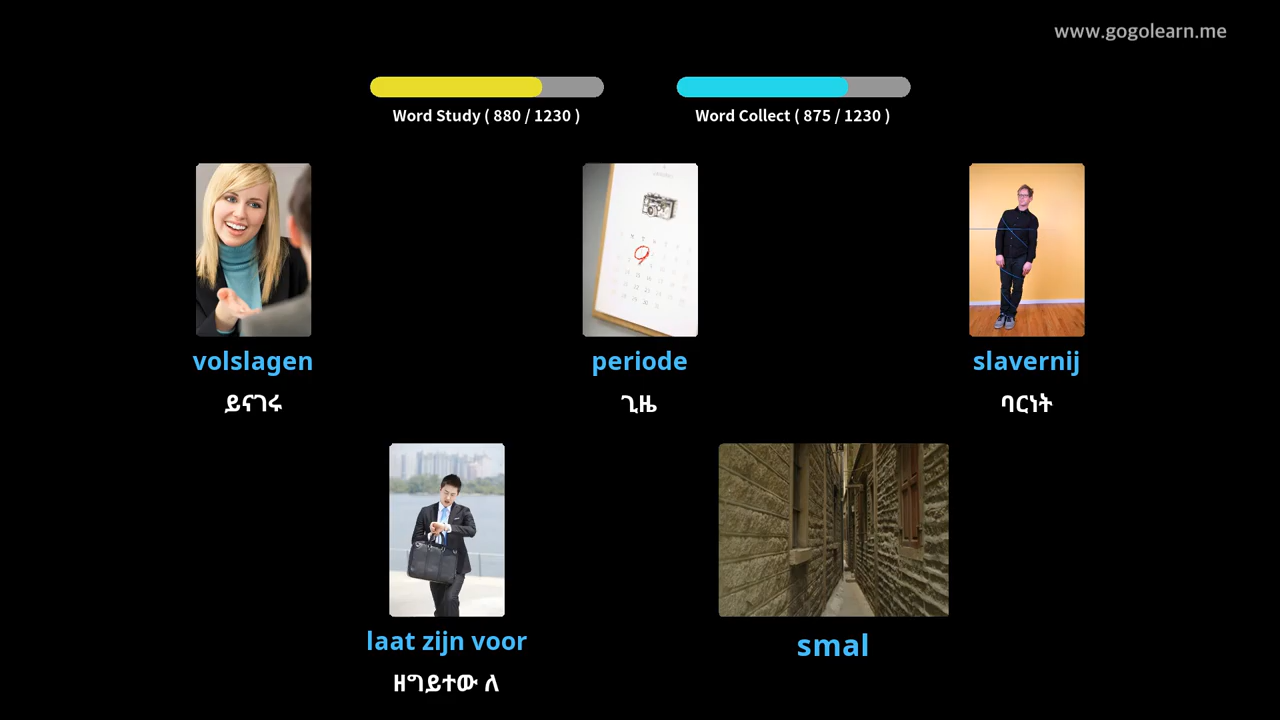 www.gogolearn.me
Word Study ( 880 / 1230 )
Word Collect ( 875 / 1230 )
volslagen
ይናገሩ
periode
ጊዜ
slavernij
ባርነት
laat zijn voor
ዘግይተው ለ
smal